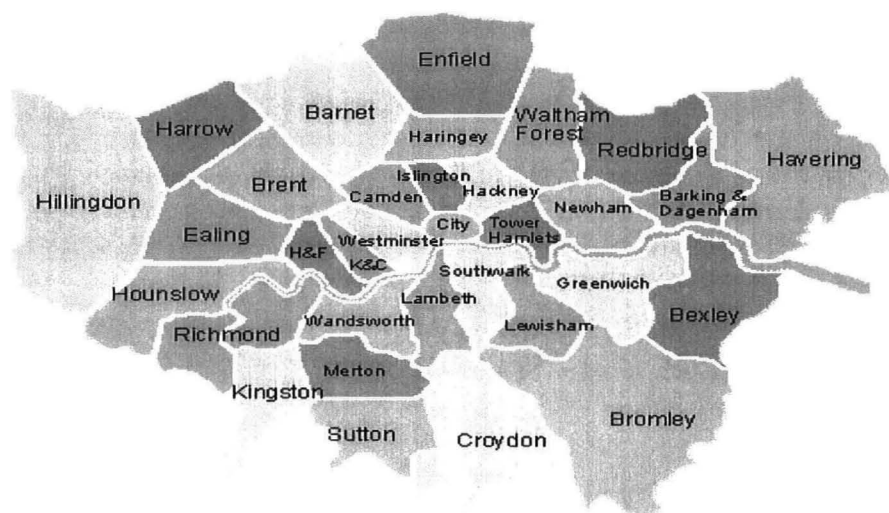 Enfield
Barnet
Waltham
Forest
Harrow
Haringey
Redbridge
Havering
Islington
Hillingdon
Brent
Camden
Hackney
Newham
Barking &
Dagenham
Ealing
City
Tower
Hamlets
Westminster
H&F
K&C
Southwark
Greenwich
Hounslow
Lambeth
Bexley
Richmond
Wandsworth
Lewisham
Merton
Kingston
Bromley
Sutton
Croydon